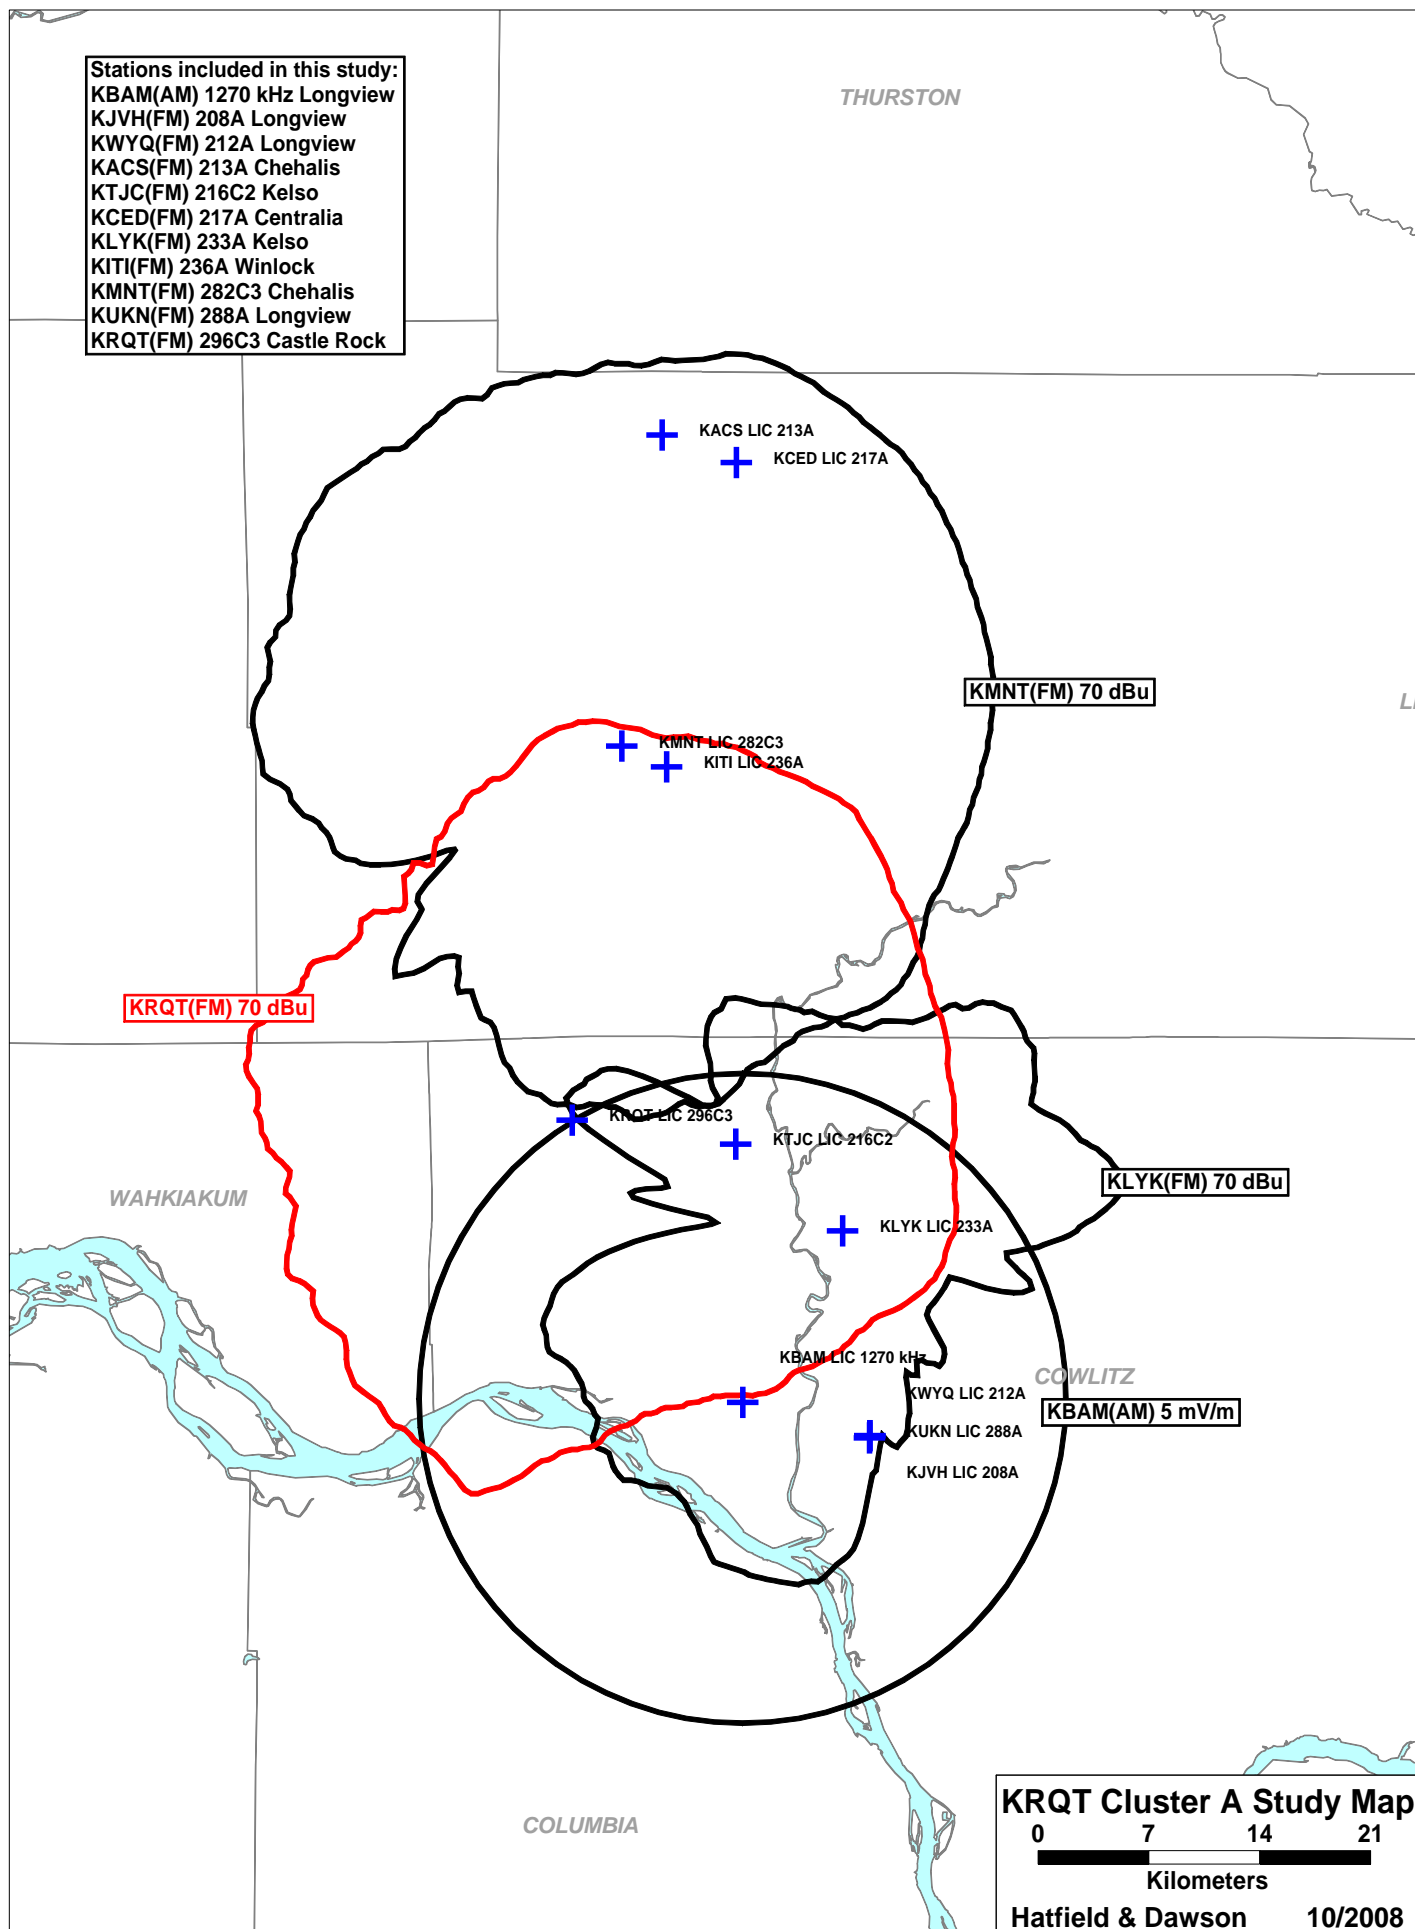 Stations included in this study:
KBAM(AM) 1270 kHz Longview
KJVH(FM) 208A Longview
KWYQ(FM) 212A Longview
KACS(FM) 213A Chehalis
KTJC(FM) 216C2 Kelso
KCED(FM) 217A Centralia
KLYK(FM) 233A Kelso
KITI(FM) 236A Winlock
KMNT(FM) 282C3 Chehalis
KUKN(FM) 288A Longview
KRQT(FM) 296C3 Castle Rock
THURSTON
KACS LIC 213A
KCED LIC 217A
KMNT(FM) 70 dBu
KMNT LIC 282C3
KITI LIC 236A
KRQT(FM) 70 dBu
KRQT LIC 296C3
KTJC LIC 216C2
KLYK(FM) 70 dBu
WAHKIAKUM
KLYK LIC 233A
KBAM LIC 1270 kHz
COWLITZ
KWYQ LIC 212A
KBAM(AM) 5 mV/m
KUKN LIC 288A
KJVH LIC 208A
COLUMBIA
KRQT Cluster A Study Map
0 7 14 21
Kilometers
Hatfield & Dawson 10/2008